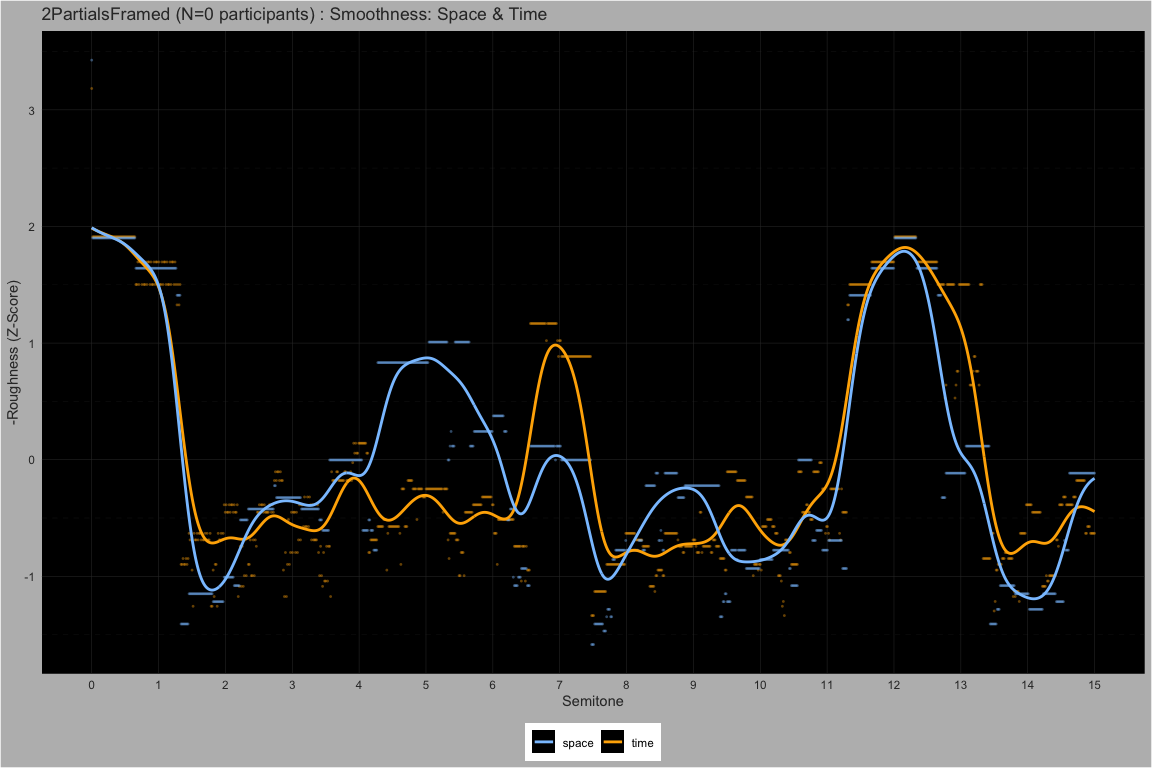 2PartialsFramed (N=0 participants) : Smoothness: Space & Time
-Roughness (Z-Score)
3
2
1
0
-1
0 1 2 3 4 5 6 7 8 9 10 11 12 13 14 15
Semitone
space time